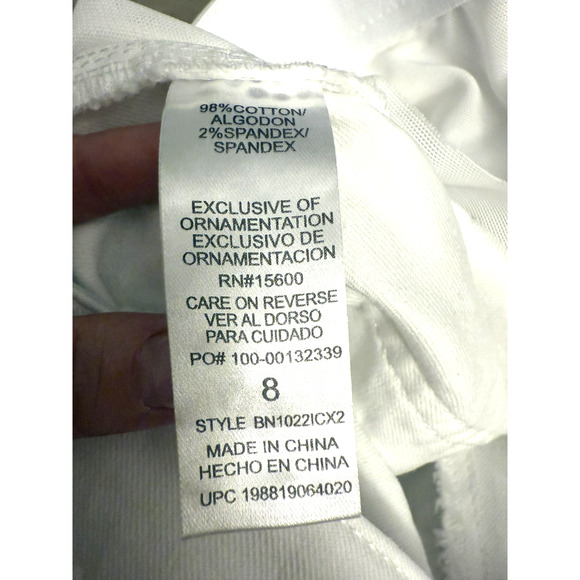 98%COTTON/
ALGODON
2%SPANDEX/
SPANDEX
EXCLUSIVE OF
ORNAMENTATION
EXCLUSIVO DE
ORNAMENTACION
RN#15600
CARE ON REVERSE
VER AL DORSO
PARA CUIDADO
PO# 100-00132339
8
STYLE BN1022ICX2
MADE IN CHINA
HECHO EN CHINA
UPC 198819064020